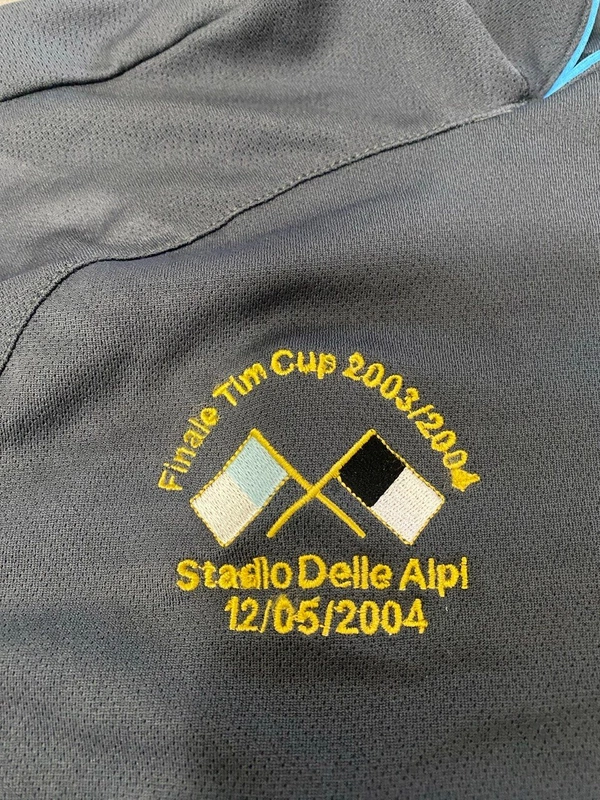 Finale Tim Cup 2003/2004
Stadio Delle Alpi
12/05/2004